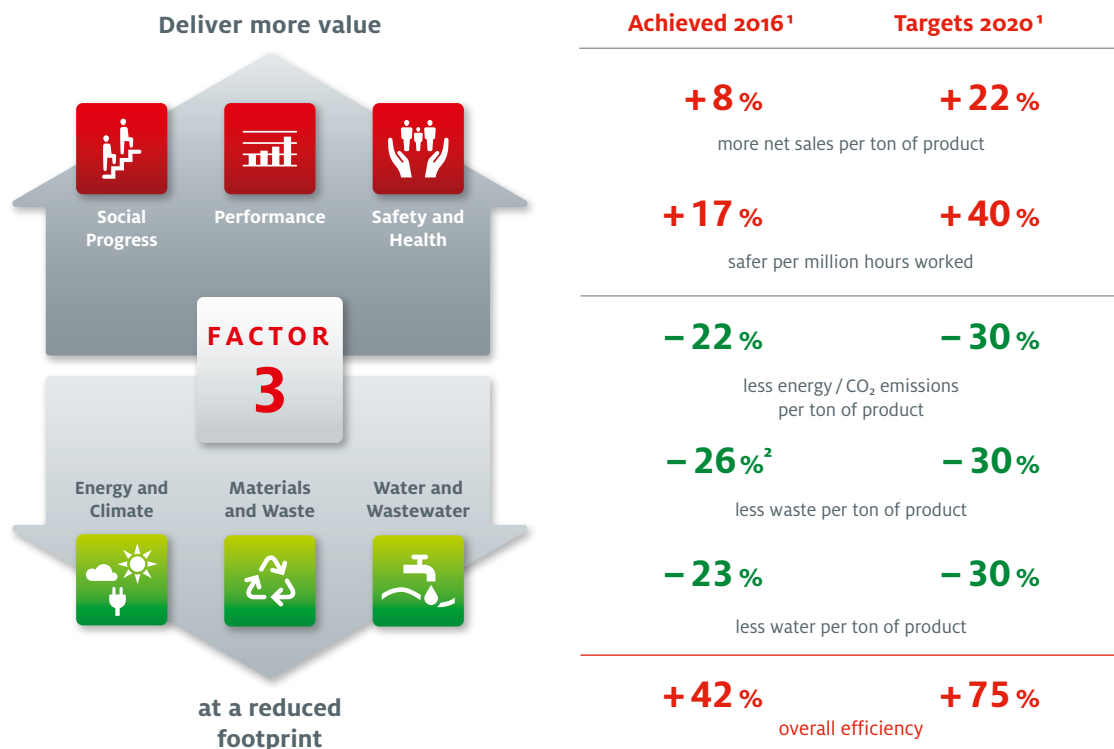 Deliver more value
Social
Progress
Performance
Safety and
Health
FACTOR
3
Energy and
Climate
Materials
and Waste
Water and
Wastewater
at a reduced
footprint
Achieved 2016¹ Targets 2020¹
+ 8 % + 22 %
more net sales per ton of product
+ 17 % + 40 %
safer per million hours worked
– 22 % – 30 %
less energy / CO₂ emissions
per ton of product
– 26 %² – 30 %
less waste per ton of product
– 23 % – 30 %
less water per ton of product
+ 42 % + 75 %
overall efficiency